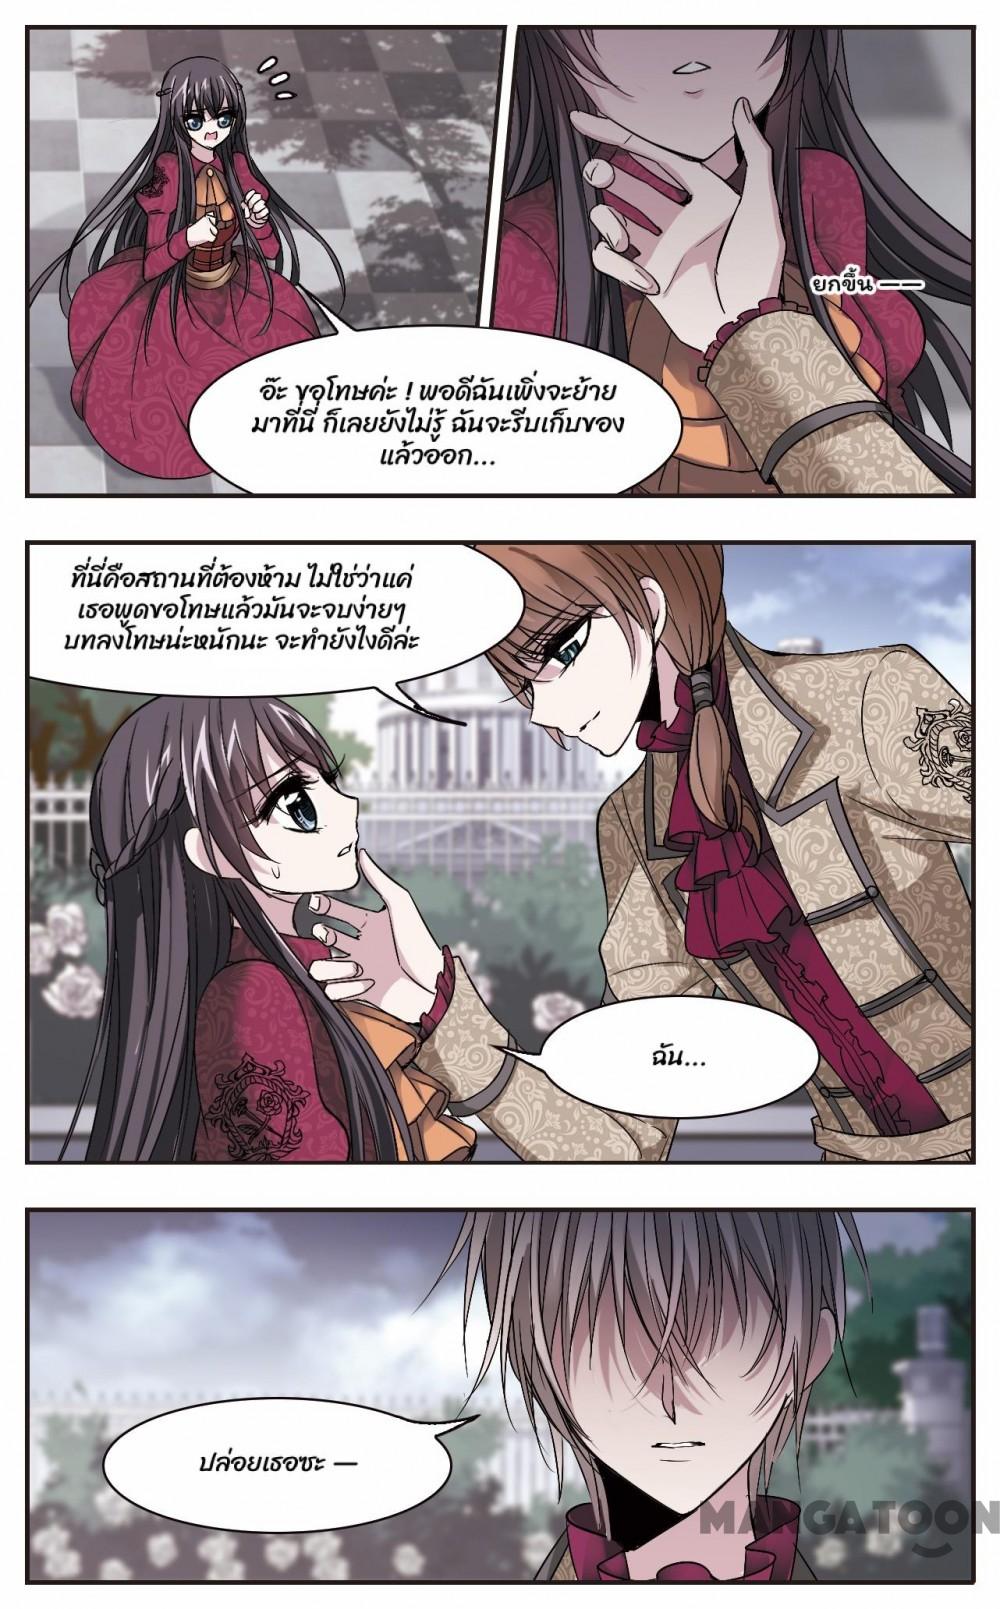 ยกขึ้น ——
อ๊ะ ขอโทษค่ะ ! พอดีฉันเพิ่งจะย้าย
มาที่นี่ ก็เลยยังไม่รู้ ฉันจะรีบเก็บของ
แล้วออก...
ที่นี่คือสถานที่ต้องห้าม ไม่ใช่ว่าแค่
เธอพูดขอโทษแล้วมันจะจบง่ายๆ
บทลงโทษน่ะหนักนะ จะทำยังไงดีล่ะ
ฉัน...
ปล่อยเธอซะ —
MANGATOON